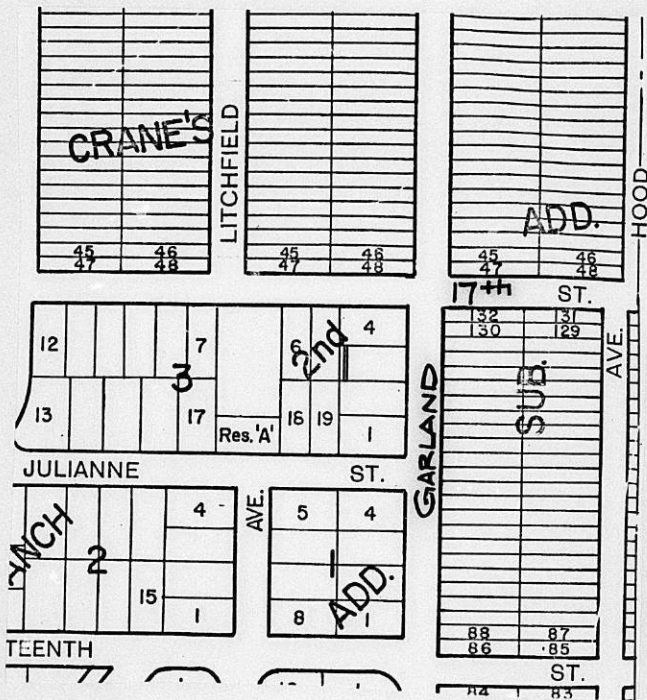 CRANE'S
LITCHFIELD
ADD.
HOOD
45 46
47 48
45 46
47 48
45 46
47 48
17th ST.
12
7
6
2nd
4
132 131
130 129
AVE.
3
GARLAND
SUB.
13
17
Res. 'A'
18
19
1
JULIANNE ST.
4
AVE.
5
4
2
1
15
ADD.
1
8
1
88 87
86 85
TEENTH
ST.
84 83